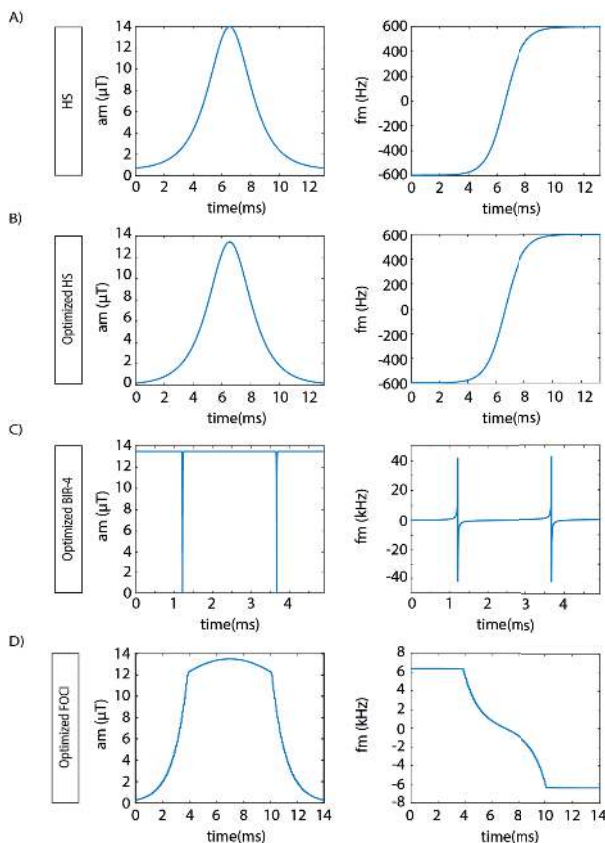 A)
HS
am (µT)
14
12
10
8
6
4
2
0
0 2 4 6 8 10 12
time(ms)
fm (Hz)
600
400
200
0
-200
-400
-600
0 2 4 6 8 10 12
time(ms)
B)
Optimized HS
am (µT)
14
12
10
8
6
4
2
0
0 2 4 6 8 10 12
time(ms)
fm (Hz)
600
400
200
0
-200
-400
600
0 2 4 6 8 10 12
time(ms)
C)
Optimized BIR-4
am (µT)
14
12
10
8
6
4
2
0
0 1 2 3 4
time(ms)
fm (kHz)
40
20
0
-20
-40
0 1 2 3 4
time(ms)
D)
Optimized FOCI
am (µT)
14
12
10
8
6
4
2
0
0 2 4 6 8 10 12 14
time(ms)
fm (kHz)
8
6
4
2
0
-2
-4
-6
-8
0 2 4 6 8 10 12 14
time(ms)